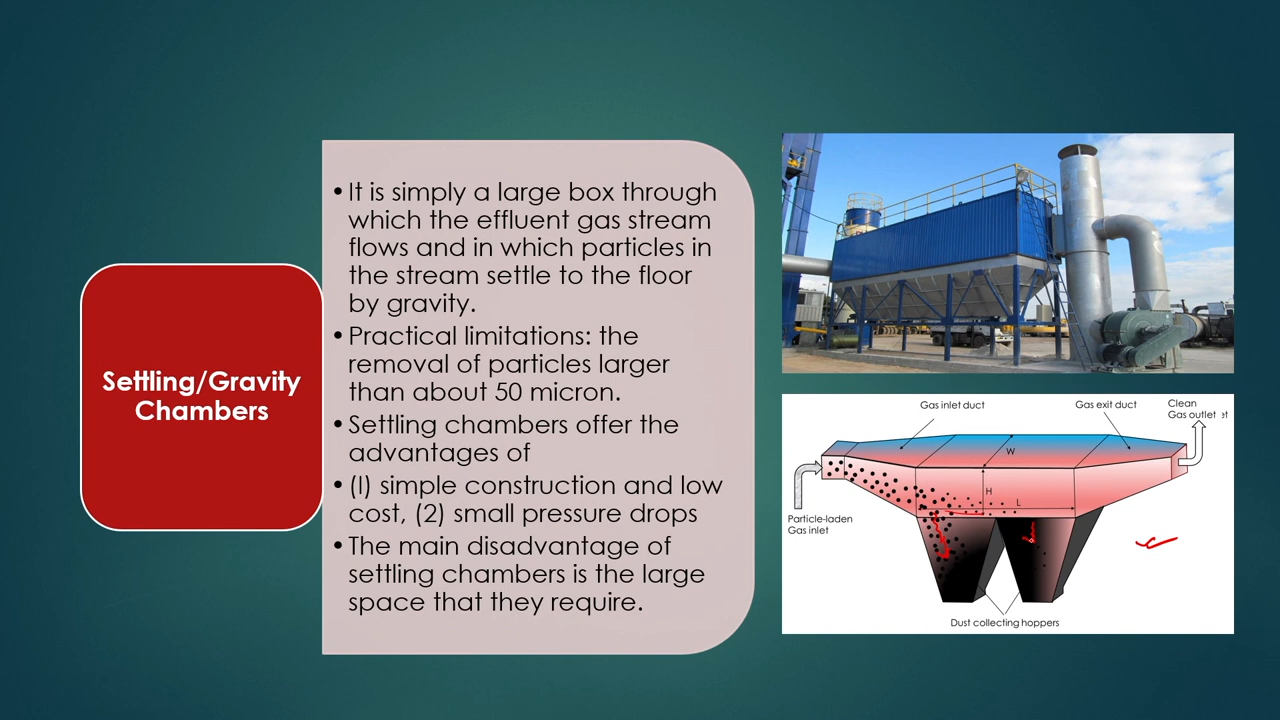 Settling/Gravity
Chambers
• It is simply a large box through
which the effluent gas stream
flows and in which particles in
the stream settle to the floor
by gravity.
• Practical limitations: the
removal of particles larger
than about 50 micron.
• Settling chambers offer the
advantages of
• (l) simple construction and low
cost, (2) small pressure drops
• The main disadvantage of
settling chambers is the large
space that they require.
Gas inlet duct
Gas exit duct
Clean
Gas outlet et
W
H
L
Particle-laden
Gas inlet
Dust collecting hoppers